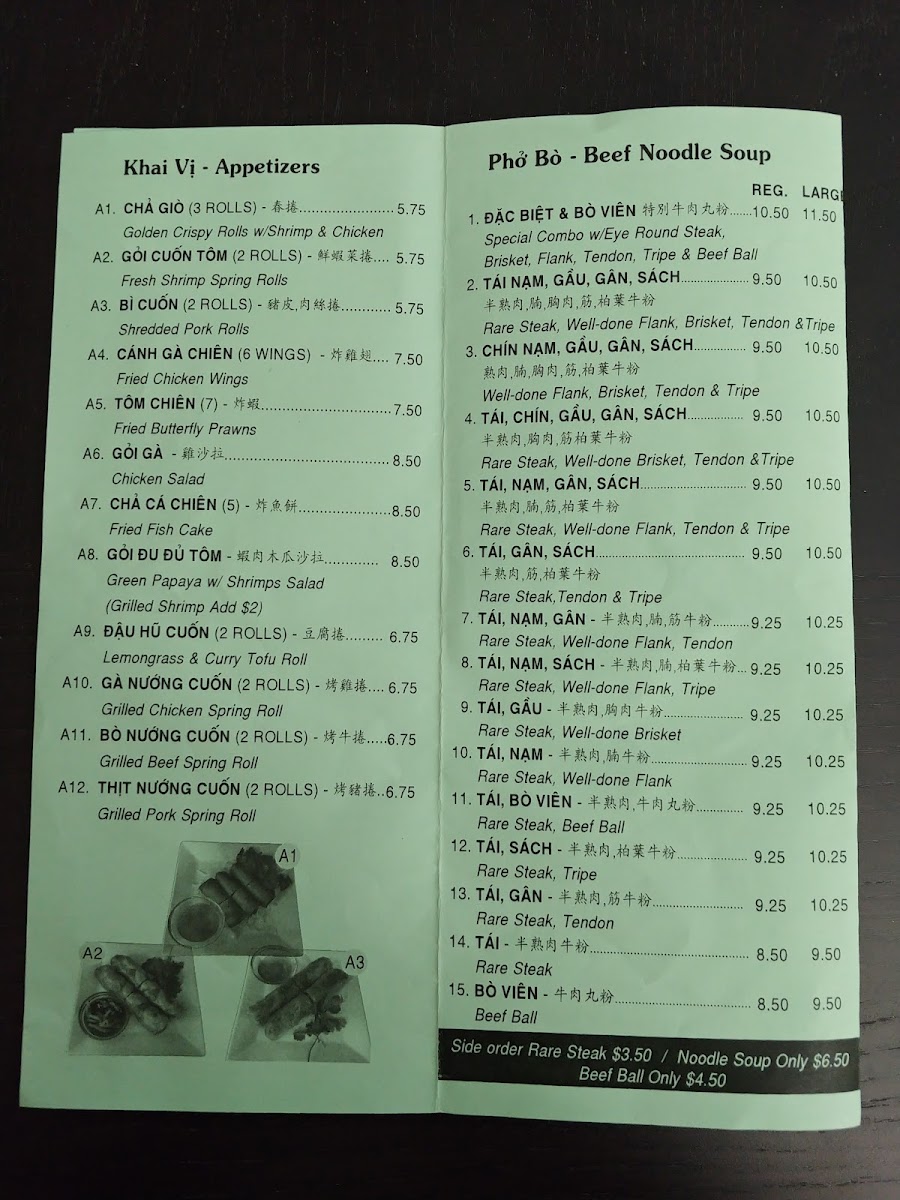 Khai Vị - Appetizers
A1. CHẢ GIÒ (3 ROLLS) - 春捲..............................5.75
Golden Crispy Rolls w/Shrimp & Chicken
A2. GỎI CUỐN TÔM (2 ROLLS) - 鮮蝦菜捲.... 5.75
Fresh Shrimp Spring Rolls
A3. BÌ CUỐN (2 ROLLS) - 豬皮,肉絲捲............ 5.75
Shredded Pork Rolls
A4. CÁNH GÀ CHIÊN (6 WINGS) - 炸雞翅.... 7.50
Fried Chicken Wings
A5. TÔM CHIÊN (7) - 炸蝦..............................7.50
Fried Butterfly Prawns
A6. GỎI GÀ - 雞沙拉...................................... 8.50
Chicken Salad
A7. CHẢ CÁ CHIÊN (5) - 炸魚餅.....................8.50
Fried Fish Cake
A8. GỎI ĐU ĐỦ TÔM - 蝦肉木瓜沙拉............ 8.50
Green Papaya w/ Shrimps Salad
(Grilled Shrimp Add $2)
A9. ĐẬU HŨ CUỐN (2 ROLLS) - 豆腐捲......... 6.75
Lemongrass & Curry Tofu Roll
A10. GÀ NƯỚNG CUỐN (2 ROLLS) - 烤雞捲.... 6.75
Grilled Chicken Spring Roll
A11. BÒ NƯỚNG CUỐN (2 ROLLS) - 烤牛捲.....6.75
Grilled Beef Spring Roll
A12. THỊT NƯỚNG CUỐN (2 ROLLS) - 烤豬捲..6.75
Grilled Pork Spring Roll
A1
A2
A3
Phở Bò - Beef Noodle Soup
REG. LARGE
1. ĐẶC BIỆT & BÒ VIÊN 特別牛肉丸粉......10.50 11.50
Special Combo w/Eye Round Steak,
Brisket, Flank, Tendon, Tripe & Beef Ball
2. TÁI NẠM, GẦU, GÂN, SÁCH................ 9.50 10.50
半熟肉,腩,胸肉,筋,柏葉牛粉
Rare Steak, Well-done Flank, Brisket, Tendon &Tripe
3. CHÍN NẠM, GẦU, GÂN, SÁCH............. 9.50 10.50
熟肉,腩,胸肉,筋,柏葉牛粉
Well-done Flank, Brisket, Tendon & Tripe
4. TÁI, CHÍN, GẦU, GÂN, SÁCH.............. 9.50 10.50
半熟肉,胸肉,筋柏葉牛粉
Rare Steak, Well-done Brisket, Tendon &Tripe
5. TÁI, NẠM, GÂN, SÁCH.......................... 9.50 10.50
半熟肉,腩,筋,柏葉牛粉
Rare Steak, Well-done Flank, Tendon & Tripe
6. TÁI, GÂN, SÁCH.................................... 9.50 10.50
半熟肉,筋,柏葉牛粉
Rare Steak,Tendon & Tripe
7. TÁI, NẠM, GÂN - 半熟肉,腩,筋牛粉.........9.25 10.25
Rare Steak, Well-done Flank, Tendon
8. TÁI, NẠM, SÁCH - 半熟肉,腩,柏葉牛粉...9.25 10.25
Rare Steak, Well-done Flank, Tripe
9. TÁI, GẦU - 半熟肉,胸肉牛粉................... 9.25 10.25
Rare Steak, Well-done Brisket
10. TÁI, NẠM - 半熟肉,腩牛粉...................... 9.25 10.25
Rare Steak, Well-done Flank
11. TÁI, BÒ VIÊN - 半熟肉,牛肉丸粉............ 9.25 10.25
Rare Steak, Beef Ball
12. TÁI, SÁCH - 半熟肉,柏葉牛粉................. 9.25 10.25
Rare Steak, Tripe
13. TÁI, GÂN - 半熟肉,筋牛粉...................... 9.25 10.25
Rare Steak, Tendon
14. TÁI - 半熟肉牛粉...................................... 8.50 9.50
Rare Steak
15. BÒ VIÊN - 牛肉丸粉................................. 8.50 9.50
Beef Ball
Side order Rare Steak $3.50 / Noodle Soup Only $6.50
Beef Ball Only $4.50